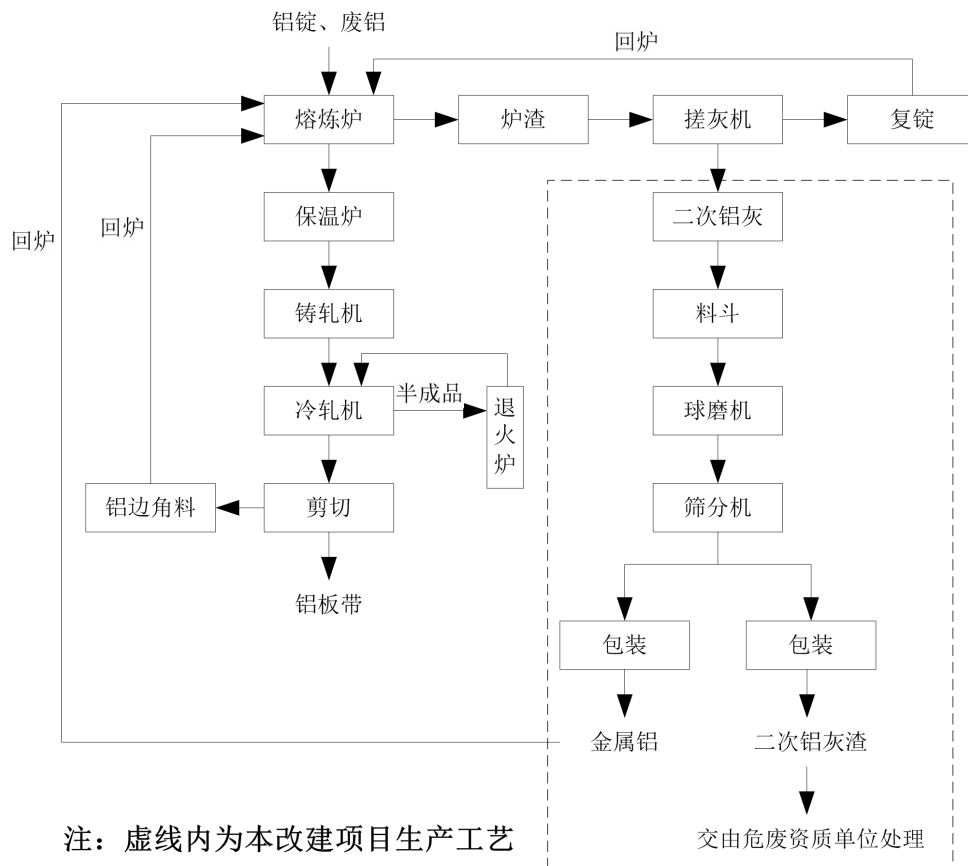 铝锭、废铝
回炉
熔炼炉
炉渣
搓灰机
复锭
回炉
回炉
保温炉
二次铝灰
铸轧机
料斗
冷轧机
半成品
退火炉
球磨机
铝边角料
剪切
筛分机
铝板带
包装
包装
金属铝
二次铝灰渣
注：虚线内为本改建项目生产工艺
交由危废资质单位处理